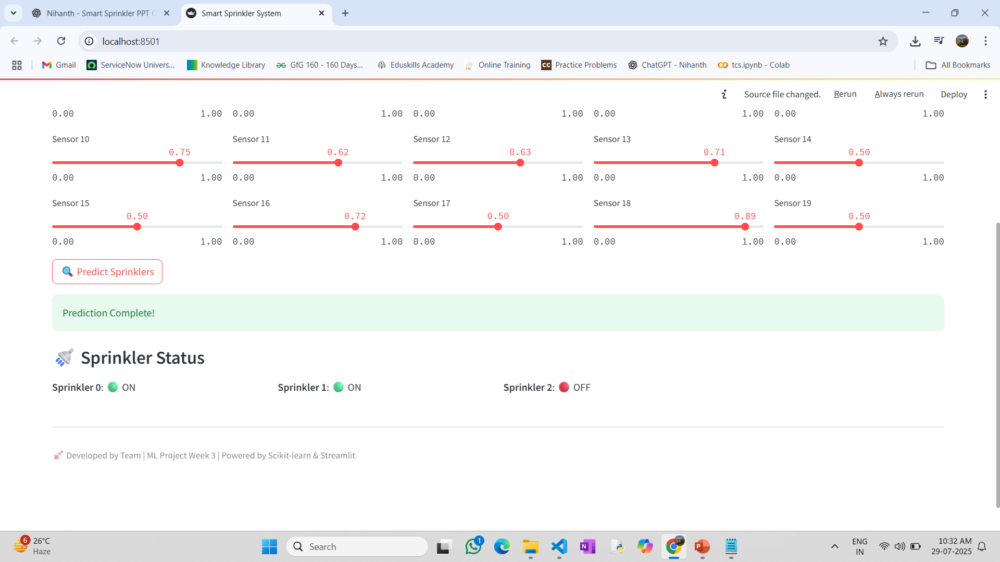 Nihanth - Smart Sprinkler PPT
Smart Sprinkler System
localhost:8501
Gmail
ServiceNow Univers...
Knowledge Library
GfG 160 - 160 Days...
Eduskills Academy
Online Training
CC Practice Problems
ChatGPT - Nihanth
tcs.ipynb - Colab
All Bookmarks
Source file changed. Rerun Always rerun Deploy
0.00 1.00 0.00 1.00 0.00 1.00 0.00 1.00 0.00 1.00
Sensor 10 Sensor 11 Sensor 12 Sensor 13 Sensor 14
0.75 0.62 0.63 0.71 0.50
0.00 1.00 0.00 1.00 0.00 1.00 0.00 1.00 0.00 1.00
Sensor 15 Sensor 16 Sensor 17 Sensor 18 Sensor 19
0.50 0.72 0.50 0.89 0.50
0.00 1.00 0.00 1.00 0.00 1.00 0.00 1.00 0.00 1.00
🔍 Predict Sprinklers
Prediction Complete!
🚿 Sprinkler Status
Sprinkler 0: 🟢 ON Sprinkler 1: 🟢 ON Sprinkler 2: 🔴 OFF
🚀 Developed by Team | ML Project Week 3 | Powered by Scikit-learn & Streamlit
6
26°C
Haze
Search
1
ENG
IN
10:32 AM
29-07-2025